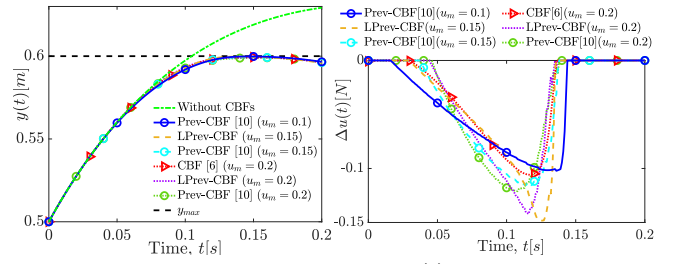 y(t)[m]
0.6
0.55
0.5
Without CBFs
Prev-CBF [10] (u_m = 0.1)
LPrev-CBF (u_m = 0.15)
Prev-CBF [10] (u_m = 0.15)
CBF [6] (u_m = 0.2)
LPrev-CBF (u_m = 0.2)
Prev-CBF [10] (u_m = 0.2)
y_max
0 0.05 0.1 0.15 0.2
Time, t[s]
Prev-CBF[10](u_m = 0.1)
LPrev-CBF(u_m = 0.15)
Prev-CBF[10](u_m = 0.15)
CBF[6](u_m = 0.2)
LPrev-CBF(u_m = 0.2)
Prev-CBF[10](u_m = 0.2)
Δu(t)[N]
0
-0.1
-0.15
0 0.05 0.1 0.15 0.2
Time, t[s]